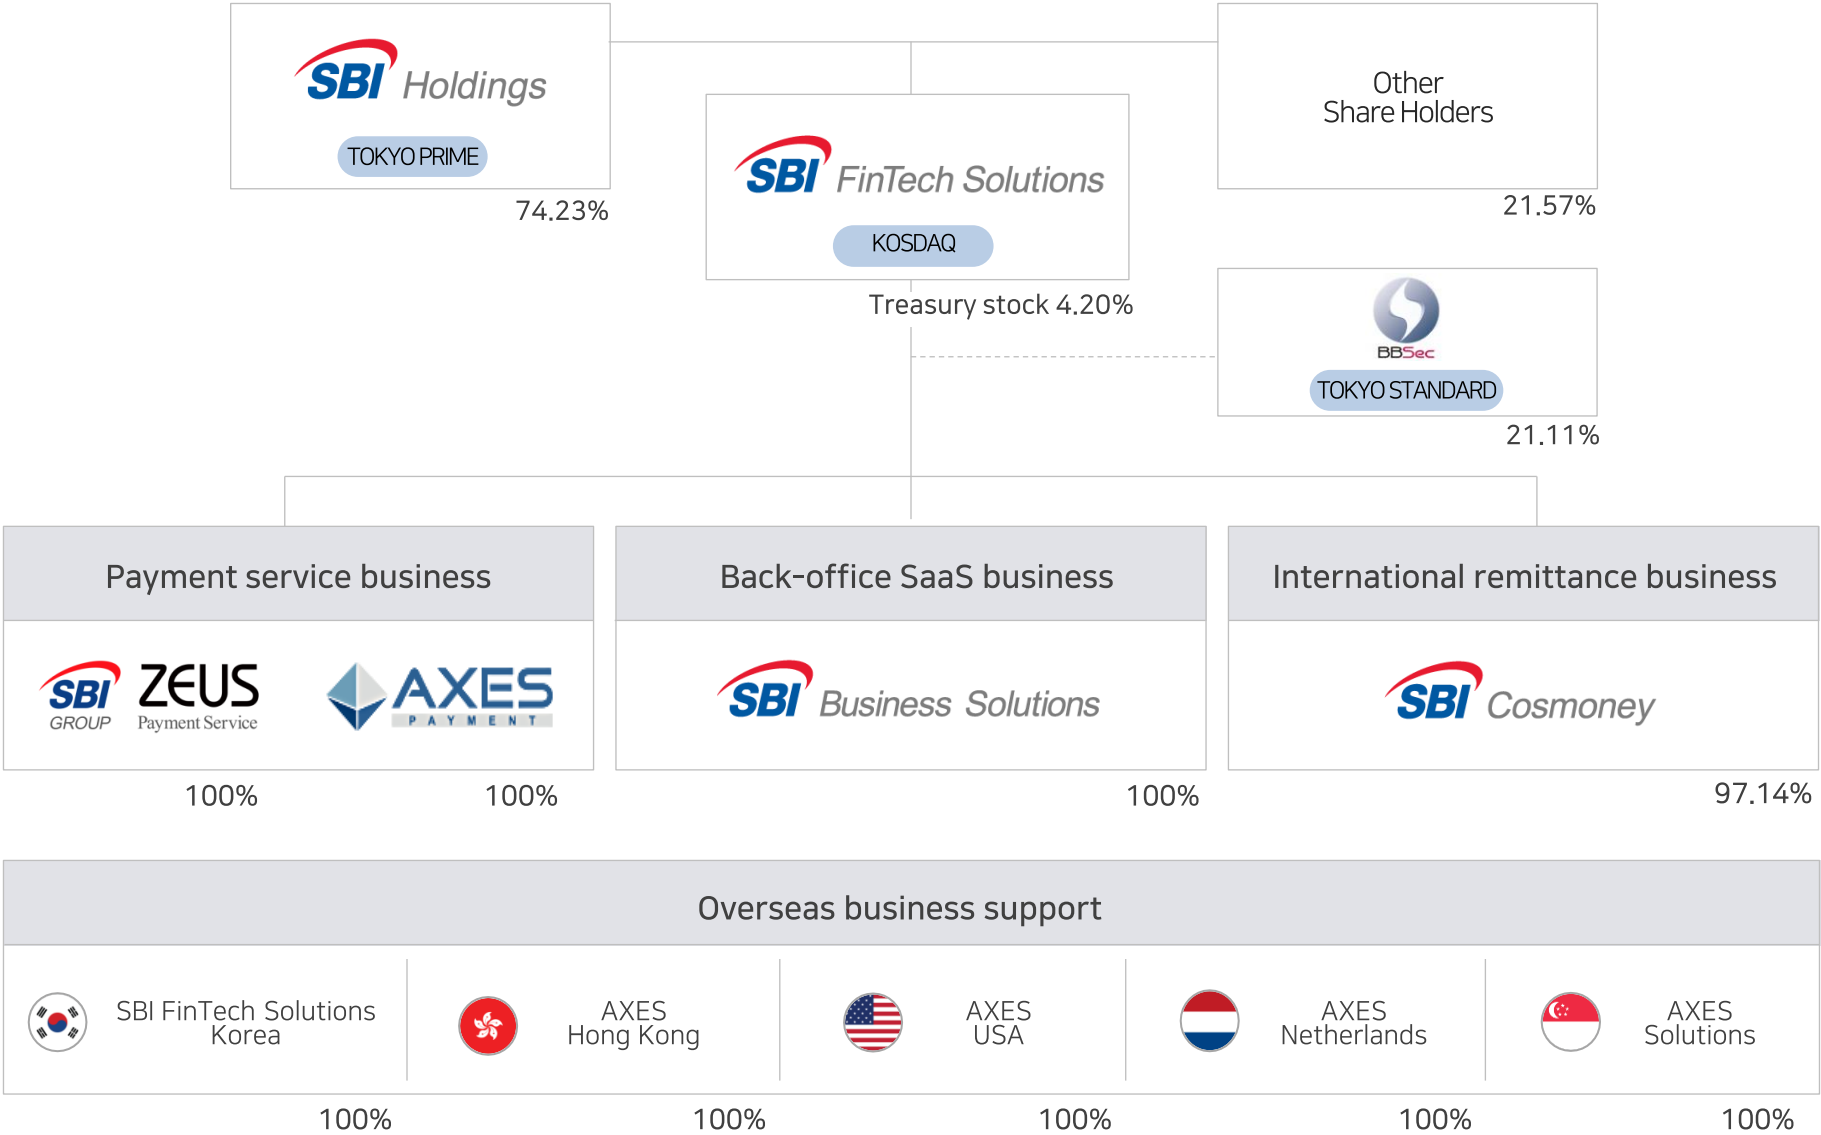 SBI Holdings
TOKYO PRIME
74.23%
SBI FinTech Solutions
KOSDAQ
Treasury stock 4.20%
Other
Share Holders
21.57%
BBSec
TOKYO STANDARD
21.11%
Payment service business
SBI
GROUP
ZEUS
Payment Service
AXES
PAYMENT
100%
100%
Back-office SaaS business
SBI Business Solutions
100%
International remittance business
SBI Cosmoney
97.14%
Overseas business support
SBI FinTech Solutions
Korea
100%
AXES
Hong Kong
100%
AXES
USA
100%
AXES
Netherlands
100%
AXES
Solutions
100%